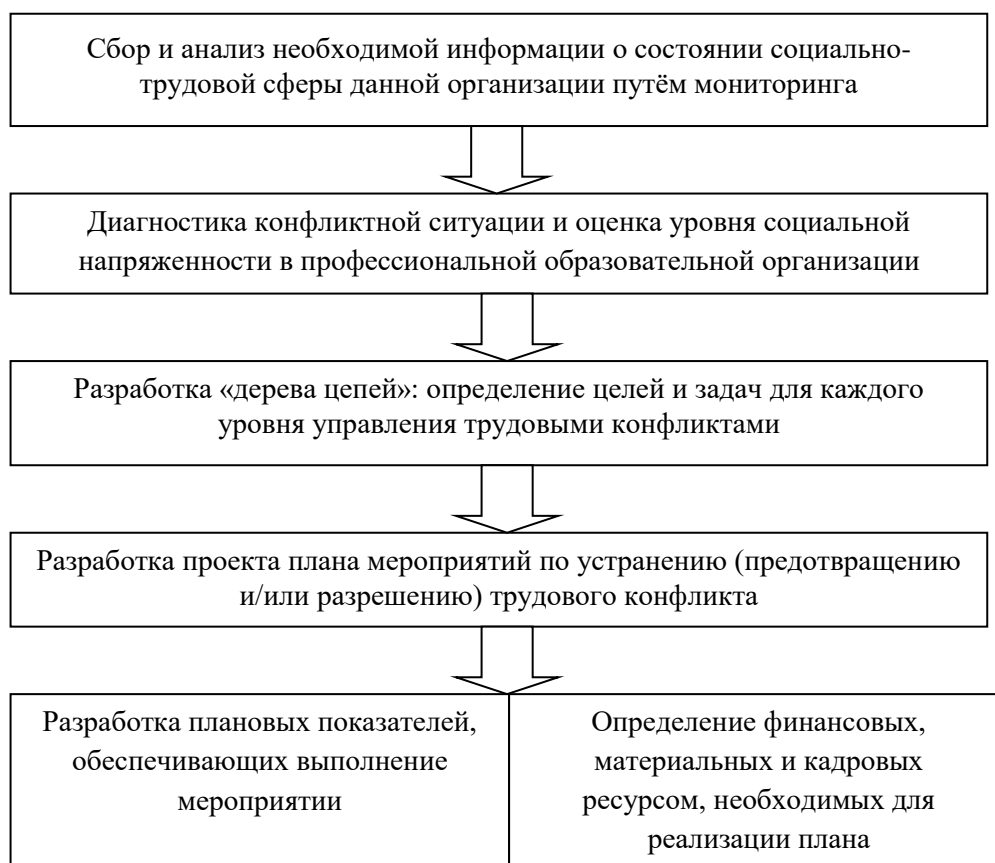 Сбор и анализ необходимой информации о состоянии социально-
трудовой сферы данной организации путём мониторинга
Диагностика конфликтной ситуации и оценка уровня социальной
напряженности в профессиональной образовательной организации
Разработка «дерева цепей»: определение целей и задач для каждого
уровня управления трудовыми конфликтами
Разработка проекта плана мероприятий по устранению (предотвращению
и/или разрешению) трудового конфликта
Разработка плановых показателей,
обеспечивающих выполнение
мероприятии
Определение финансовых,
материальных и кадровых
ресурсом, необходимых для
реализации плана